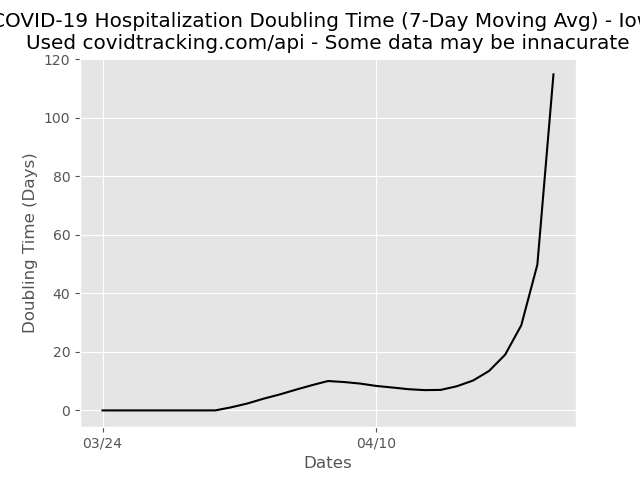 COVID-19 Hospitalization Doubling Time (7-Day Moving Avg) - Iow
Used covidtracking.com/api - Some data may be innacurate
120
100
80
60
40
20
0
Doubling Time (Days)
03/24
04/10
Dates